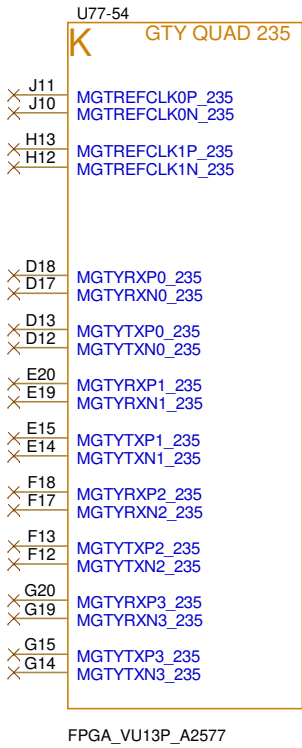 U77-54
K GTY QUAD 235
J11 MGTREFCLK0P_235
J10 MGTREFCLK0N_235
H13 MGTREFCLK1P_235
H12 MGTREFCLK1N_235
D18 MGTYRXP0_235
D17 MGTYRXN0_235
D13 MGTYTXP0_235
D12 MGTYTXN0_235
E20 MGTYRXP1_235
E19 MGTYRXN1_235
E15 MGTYTXP1_235
E14 MGTYTXN1_235
F18 MGTYRXP2_235
F17 MGTYRXN2_235
F13 MGTYTXP2_235
F12 MGTYTXN2_235
G20 MGTYRXP3_235
G19 MGTYRXN3_235
G15 MGTYTXP3_235
G14 MGTYTXN3_235
FPGA_VU13P_A2577